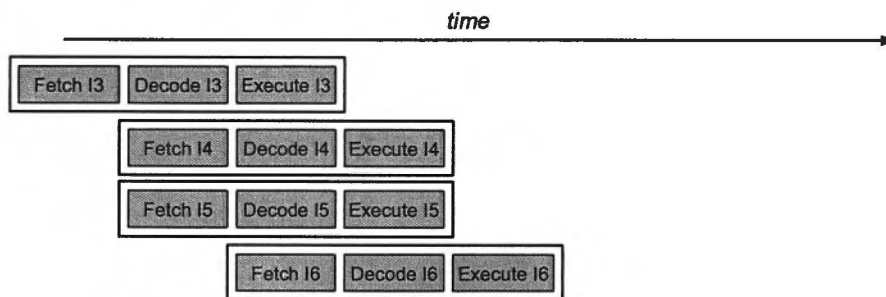 time
Fetch I3 Decode I3 Execute I3
Fetch I4 Decode I4 Execute I4
Fetch I5 Decode I5 Execute I5
Fetch I6 Decode I6 Execute I6